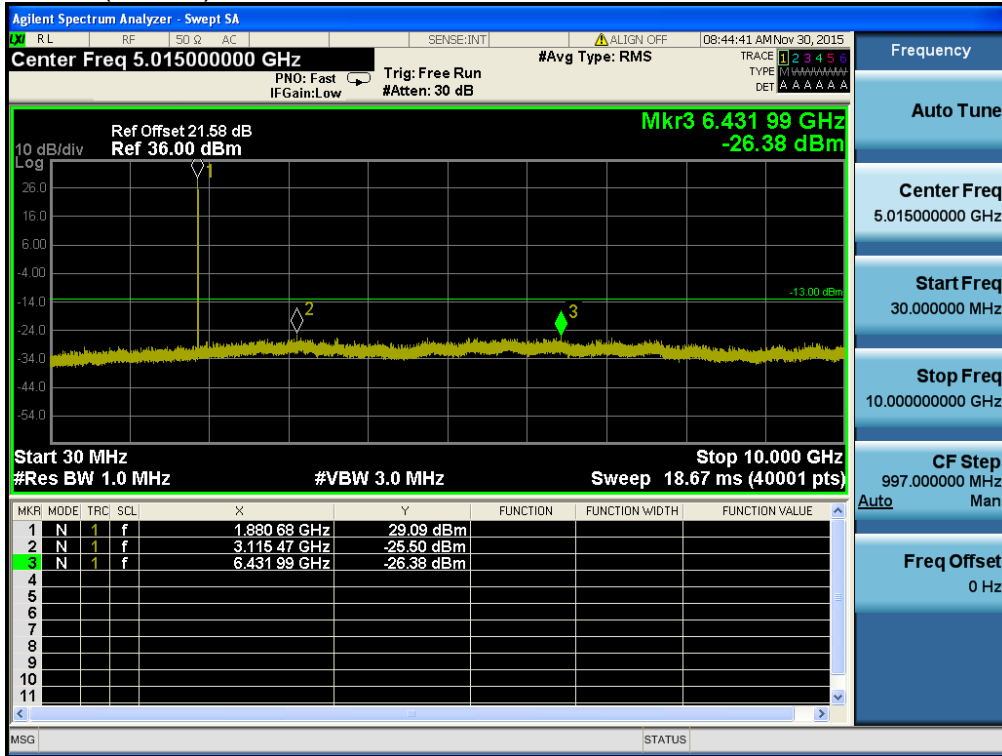 Agilent Spectrum Analyzer - Swept SA
LXI RL RF 50 Ω AC SENSE:INT ALIGN OFF 08:44:41 AM Nov 30, 2015
Center Freq 5.015000000 GHz #Avg Type: RMS TRACE 1 2 3 4 5 6
PNO: Fast Trig: Free Run TYPE M
IFGain:Low #Atten: 30 dB DET A A A A A A
Mkr3 6.431 99 GHz
-26.38 dBm
Ref Offset 21.58 dB
10 dB/div Ref 36.00 dBm
Log
1
26.0
16.0
6.00
-4.00
-13.00 dBm
-14.0
2
3
-24.0
-34.0
-44.0
-54.0
Start 30 MHz Stop 10.000 GHz
#Res BW 1.0 MHz #VBW 3.0 MHz Sweep 18.67 ms (40001 pts)
MKR MODE TRC SCL X Y FUNCTION FUNCTION WIDTH FUNCTION VALUE
1 N 1 f 1.880 68 GHz 29.09 dBm
2 N 1 f 3.115 47 GHz -25.50 dBm
3 N 1 f 6.431 99 GHz -26.38 dBm
4
5
6
7
8
9
10
11
MSG STATUS
Frequency
Auto Tune
Center Freq
5.015000000 GHz
Start Freq
30.000000 MHz
Stop Freq
10.000000000 GHz
CF Step
997.000000 MHz
Auto Man
Freq Offset
0 Hz